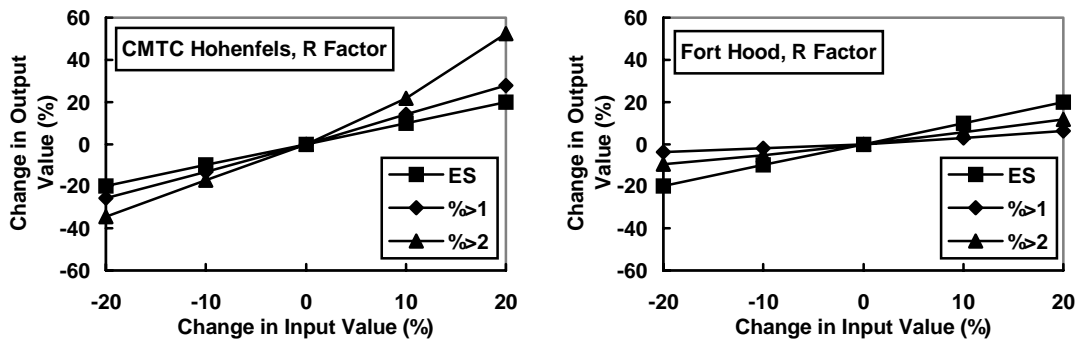 60
40
20
0
-20
-40
-60
Change in Output
Value (%)
CMTC Hohenfels, R Factor
ES
%>1
%>2
-20 -10 0 10 20
Change in Input Value (%)
60
40
20
0
-20
-40
-60
Change in Output
Value (%)
Fort Hood, R Factor
ES
%>1
%>2
-20 -10 0 10 20
Change in Input Value (%)